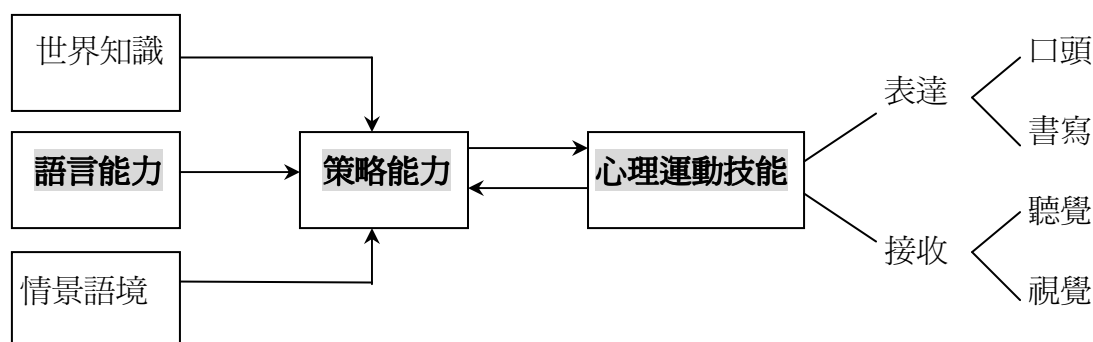 世界知識
語言能力
情景語境
策略能力
心理運動技能
表達
口頭
書寫
接收
聽覺
視覺